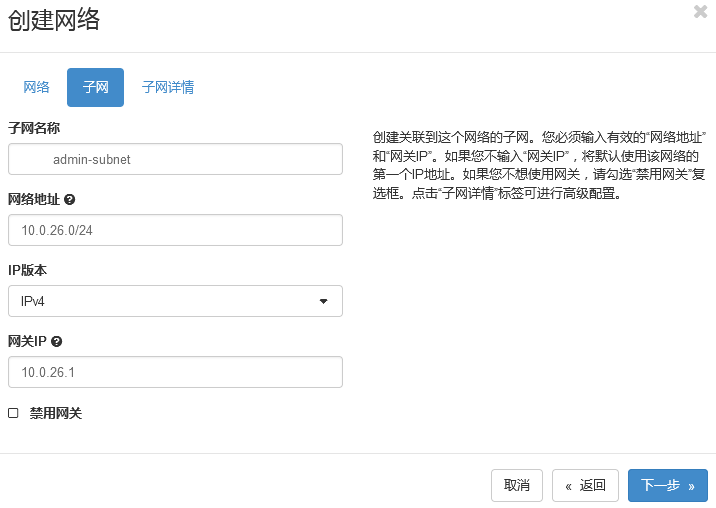 创建网络
网络 子网 子网详情
子网名称
admin-subnet
网络地址
10.0.26.0/24
IP版本
IPv4
网关IP
10.0.26.1
禁用网关
创建关联到这个网络的子网。您必须输入有效的“网络地址”
和“网关IP”。如果您不输入“网关IP”，将默认使用该网络的
第一个IP地址。如果您不想使用网关，请勾选“禁用网关”复
选框。点击“子网详情”标签可进行高级配置。
取消 « 返回 下一步 »